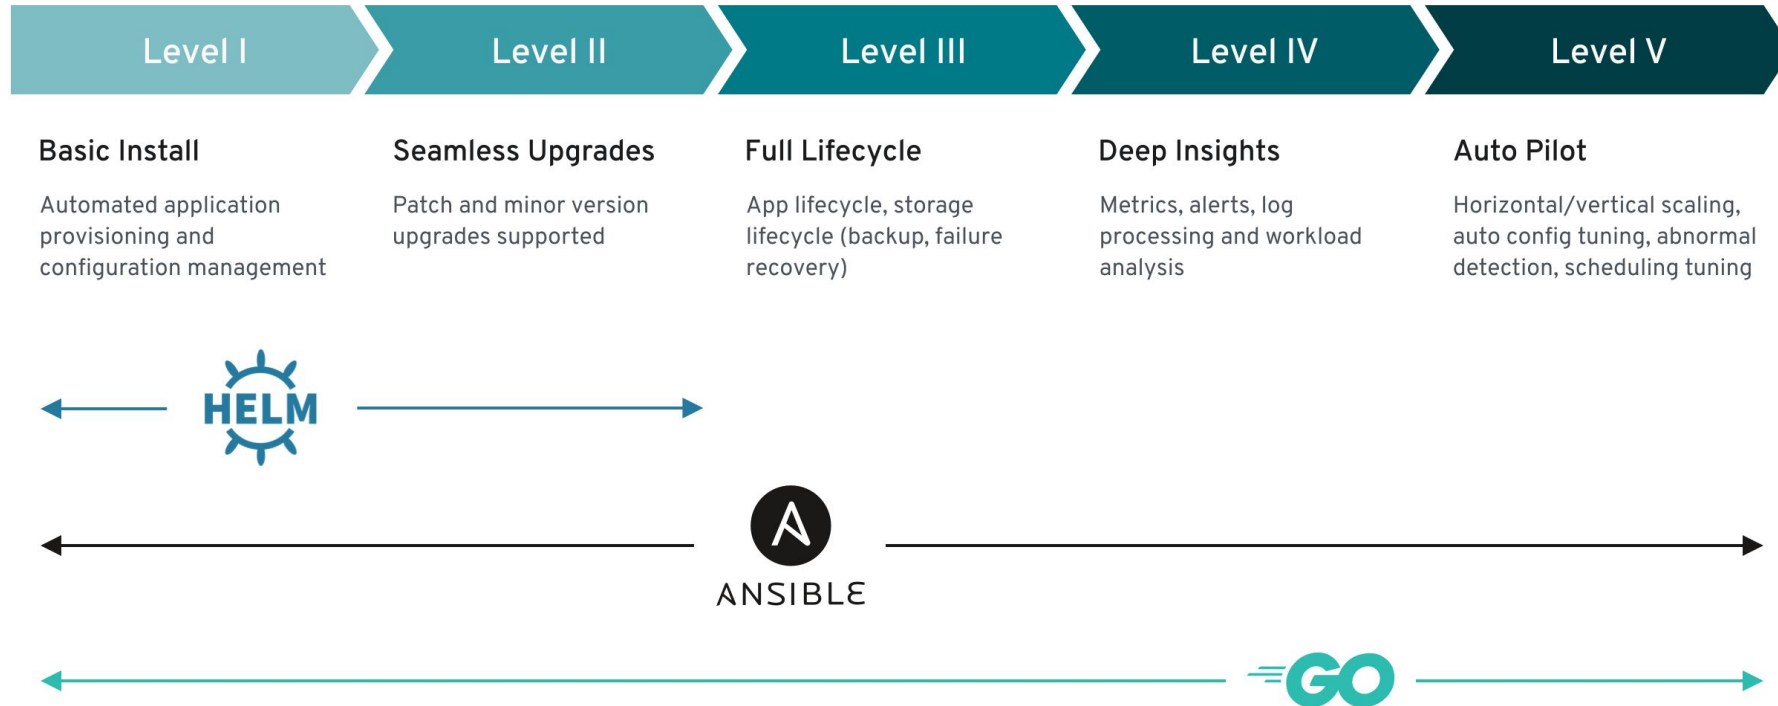 Level I
Level II
Level III
Level IV
Level V
Basic Install
Automated application
provisioning and
configuration management
Seamless Upgrades
Patch and minor version
upgrades supported
Full Lifecycle
App lifecycle, storage
lifecycle (backup, failure
recovery)
Deep Insights
Metrics, alerts, log
processing and workload
analysis
Auto Pilot
Horizontal/vertical scaling,
auto config tuning, abnormal
detection, scheduling tuning
HELM
A
ANSIBLE
GO